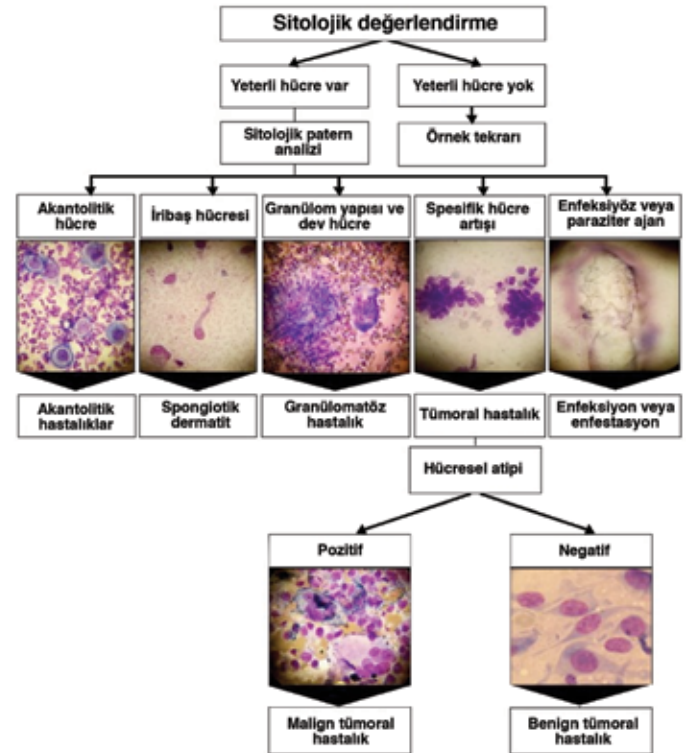 Sitolojik değerlendirme
Yeterli hücre var
Yeterli hücre yok
Sitolojik patern
analizi
Örnek tekrarı
Akantolitik
hücre
İribaş hücresi
Granülom yapısı ve
dev hücre
Spesifik hücre
artışı
Enfeksiyöz veya
paraziter ajan
Akantolitik
hastalıklar
Spongiotik
dermatit
Granülomatöz
hastalık
Tümoral hastalık
Enfeksiyon veya
enfestasyon
Hücresel atipi
Pozitif
Negatif
Malign tümoral
hastalık
Benign tümoral
hastalık